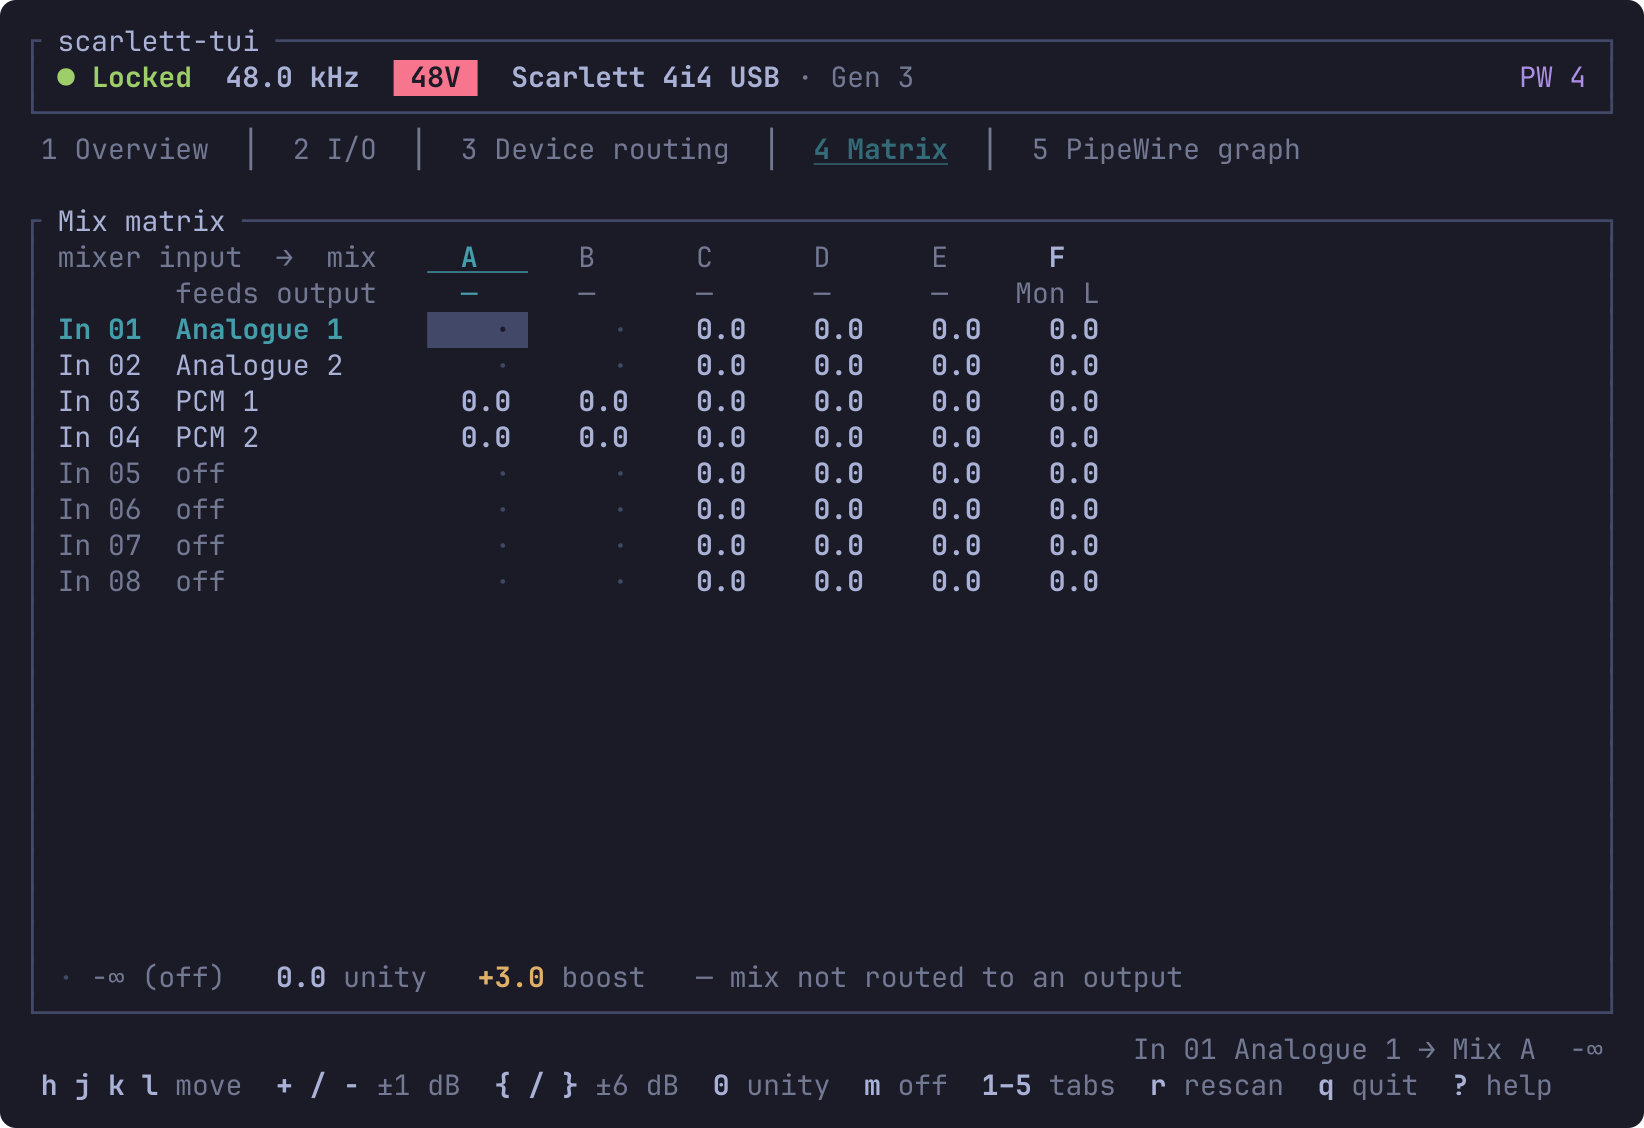 scarlett-tui
● Locked  48.0 kHz  48V  Scarlett 4i4 USB · Gen 3  PW 4
1 Overview │ 2 I/O │ 3 Device routing │ 4 Matrix │ 5 PipeWire graph
Mix matrix
mixer input → mix  A  B  C  D  E  F
feeds output  —  —  —  —  —  Mon L
In 01  Analogue 1  ·  ·  0.0  0.0  0.0  0.0
In 02  Analogue 2  ·  ·  0.0  0.0  0.0  0.0
In 03  PCM 1  0.0  0.0  0.0  0.0  0.0  0.0
In 04  PCM 2  0.0  0.0  0.0  0.0  0.0  0.0
In 05  off  ·  ·  0.0  0.0  0.0  0.0
In 06  off  ·  ·  0.0  0.0  0.0  0.0
In 07  off  ·  ·  0.0  0.0  0.0  0.0
In 08  off  ·  ·  0.0  0.0  0.0  0.0
· -∞ (off)  0.0 unity  +3.0 boost  — mix not routed to an output
In 01 Analogue 1 → Mix A  -∞
h j k l move  + / - ±1 dB  { / } ±6 dB  0 unity  m off  1-5 tabs  r rescan  q quit  ? help